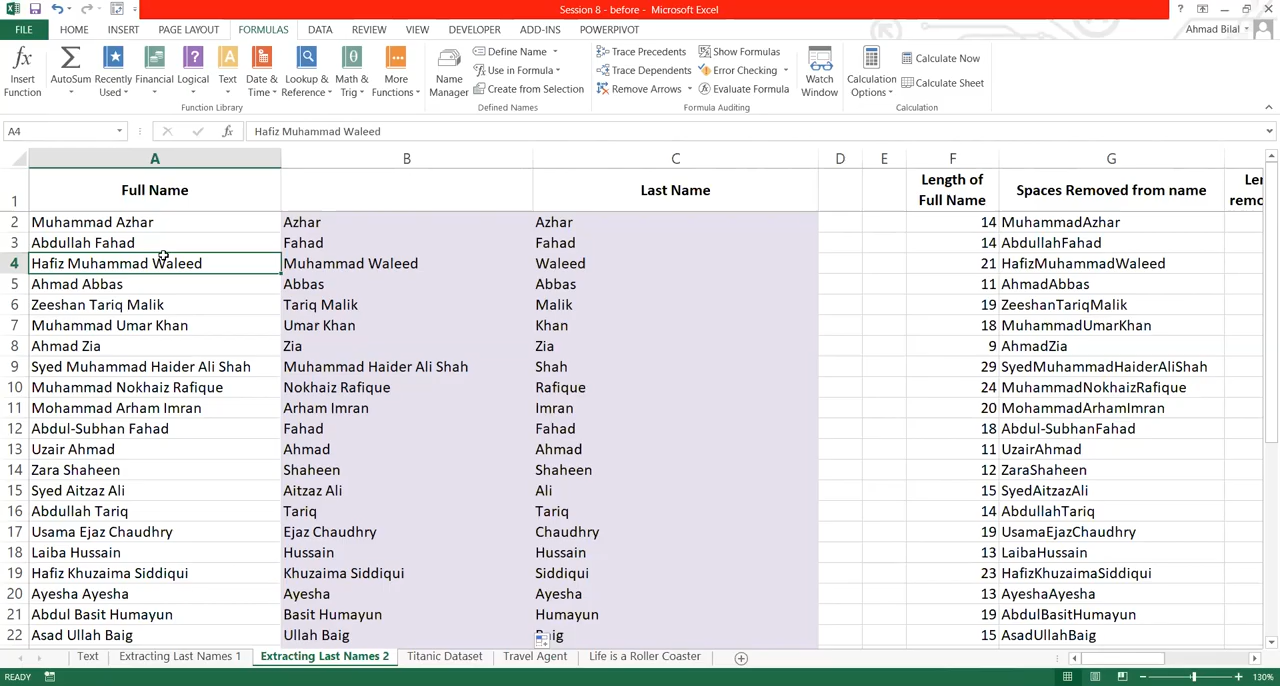 Session 8 - before - Microsoft Excel
FILE HOME INSERT PAGE LAYOUT FORMULAS DATA REVIEW VIEW DEVELOPER ADD-INS POWERPIVOT Ahmad Bilal
Insert Function
AutoSum
Recently Used
Financial
Logical
Text
Date & Time
Lookup & Reference
Math & Trig
More Functions
Function Library
Name Manager
Define Name
Use in Formula
Create from Selection
Defined Names
Trace Precedents
Trace Dependents
Remove Arrows
Show Formulas
Error Checking
Evaluate Formula
Formula Auditing
Watch Window
Calculation Options
Calculate Now
Calculate Sheet
Calculation
A4 fx Hafiz Muhammad Waleed
A B C D E F G
1 Full Name Last Name Length of Full Name Spaces Removed from name
2 Muhammad Azhar Azhar Azhar 14 MuhammadAzhar
3 Abdullah Fahad Fahad Fahad 14 AbdullahFahad
4 Hafiz Muhammad Waleed Muhammad Waleed Waleed 21 HafizMuhammadWaleed
5 Ahmad Abbas Abbas Abbas 11 AhmadAbbas
6 Zeeshan Tariq Malik Tariq Malik Malik 19 ZeeshanTariqMalik
7 Muhammad Umar Khan Umar Khan Khan 18 MuhammadUmarKhan
8 Ahmad Zia Zia Zia 9 AhmadZia
9 Syed Muhammad Haider Ali Shah Muhammad Haider Ali Shah Shah 29 SyedMuhammadHaiderAliShah
10 Muhammad Nokhaiz Rafique Nokhaiz Rafique Rafique 24 MuhammadNokhaizRafique
11 Mohammad Arham Imran Arham Imran Imran 20 MohammadArhamImran
12 Abdul-Subhan Fahad Fahad Fahad 18 Abdul-SubhanFahad
13 Uzair Ahmad Ahmad Ahmad 11 UzairAhmad
14 Zara Shaheen Shaheen Shaheen 12 ZaraShaheen
15 Syed Aitzaz Ali Aitzaz Ali Ali 15 SyedAitzazAli
16 Abdullah Tariq Tariq Tariq 14 AbdullahTariq
17 Usama Ejaz Chaudhry Ejaz Chaudhry Chaudhry 19 UsamaEjazChaudhry
18 Laiba Hussain Hussain Hussain 13 LaibaHussain
19 Hafiz Khuzaima Siddiqui Khuzaima Siddiqui Siddiqui 23 HafizKhuzaimaSiddiqui
20 Ayesha Ayesha Ayesha Ayesha 13 AyeshaAyesha
21 Abdul Basit Humayun Basit Humayun Humayun 19 AbdulBasitHumayun
22 Asad Ullah Baig Ullah Baig 15 AsadUllahBaig
Text Extracting Last Names 1 Extracting Last Names 2 Titanic Dataset Travel Agent Life is a Roller Coaster
READY 130%